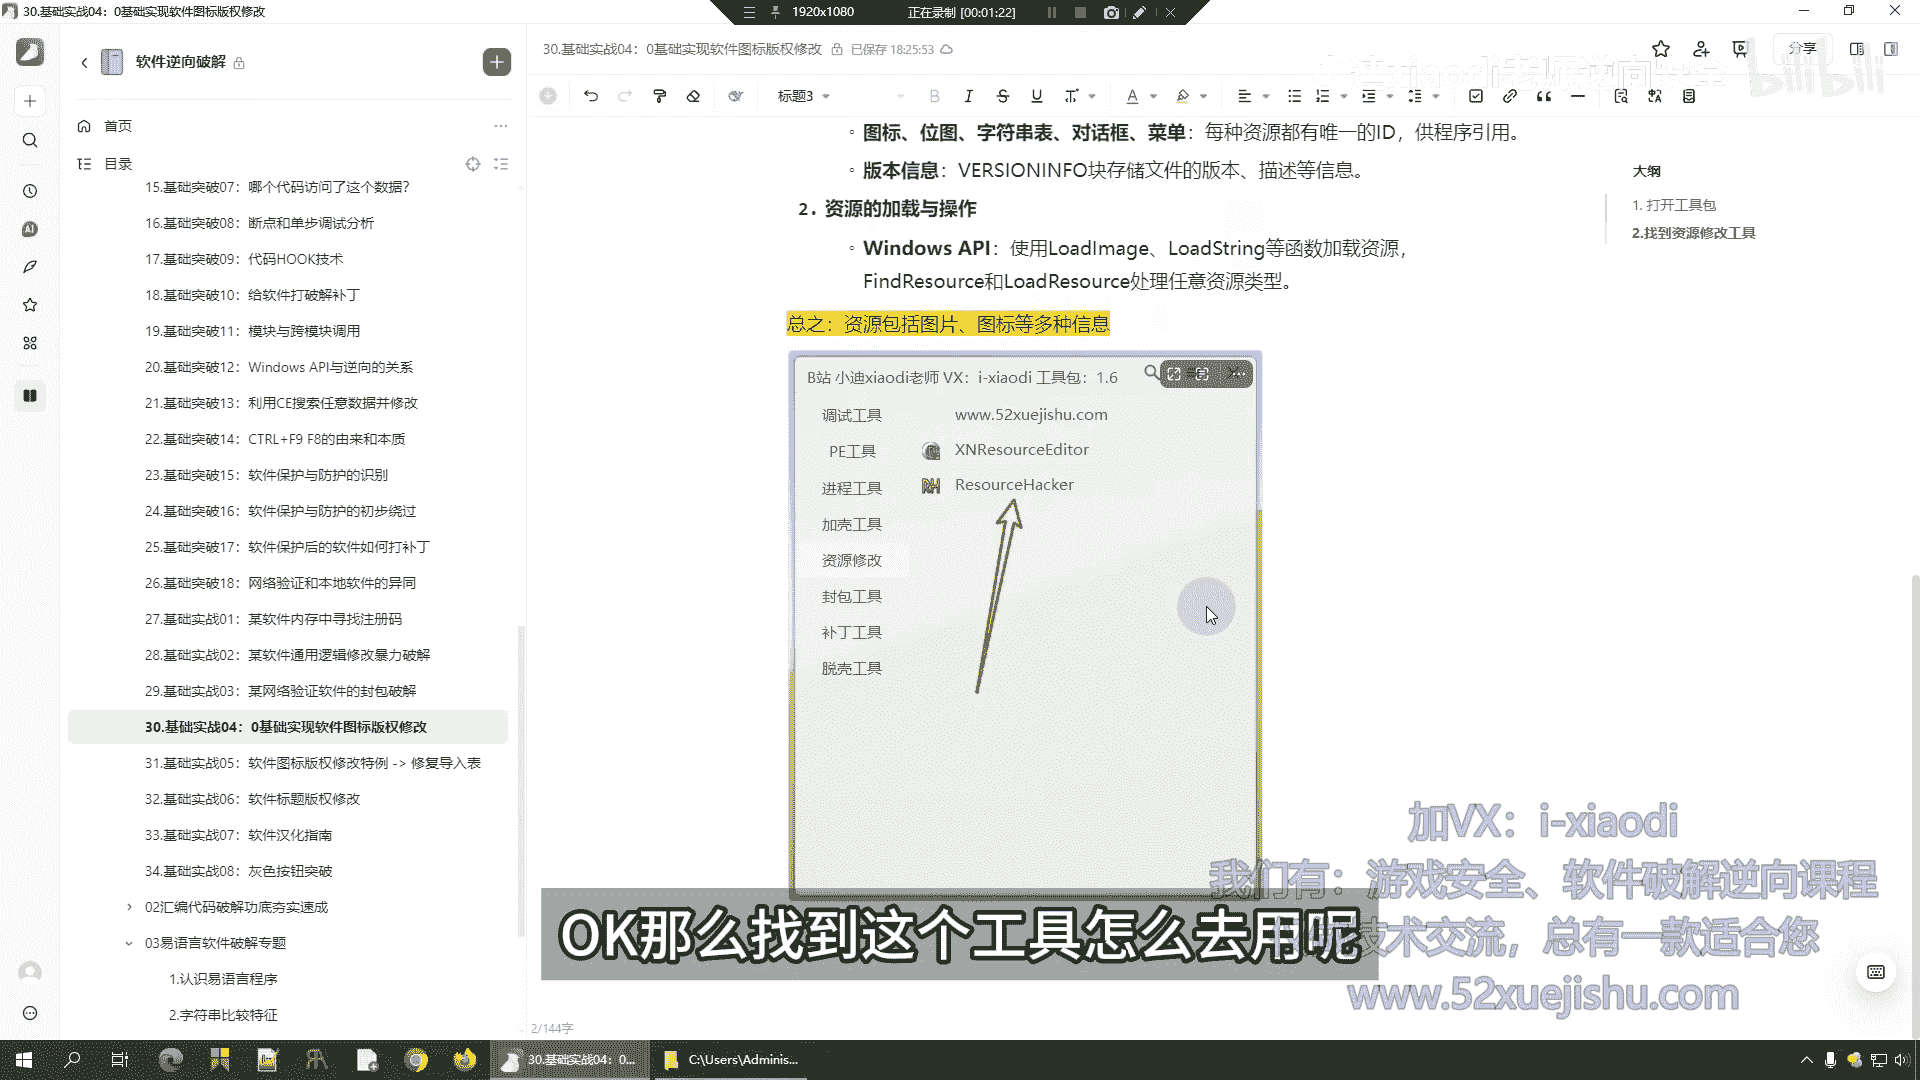 30.基础实战04：0基础实现软件图标版权修改
1920x1080
正在录制 [00:01:22]
软件逆向破解
首页
目录
15.基础突破07：哪个代码访问了这个数据？
16.基础突破08：断点和单步调试分析
17.基础突破09：代码HOOK技术
18.基础突破10：给软件打破解补丁
19.基础突破11：模块与跨模块调用
20.基础突破12：Windows API与逆向的关系
21.基础突破13：利用CE搜索任意数据并修改
22.基础突破14：CTRL+F9 F8的由来和本质
23.基础突破15：软件保护与防护的识别
24.基础突破16：软件保护与防护的初步绕过
25.基础突破17：软件保护后的软件如何打补丁
26.基础突破18：网络验证和本地软件的异同
27.基础实战01：某软件内存中寻找注册码
28.基础实战02：某软件通用逻辑修改暴力破解
29.基础实战03：某网络验证软件的封包破解
30.基础实战04：0基础实现软件图标版权修改
31.基础实战05：软件图标版权修改特例 -> 修复导入表
32.基础实战06：软件标题版权修改
33.基础实战07：软件汉化指南
34.基础实战08：灰色按钮突破
02汇编代码破解功底夯实速成
03易语言软件破解专题
1.认识易语言程序
2.字符串比较特征
30.基础实战04：0基础实现软件图标版权修改
已保存 18:25:53
分享
bilibili
标题3
图标、位图、字符串表、对话框、菜单：每种资源都有唯一的ID，供程序引用。
版本信息：VERSIONINFO块存储文件的版本、描述等信息。
2. 资源的加载与操作
Windows API：使用LoadImage、LoadString等函数加载资源，
FindResource和LoadResource处理任意资源类型。
总之：资源包括图片、图标等多种信息
B站 小迪xiaodi老师 VX：i-xiaodi 工具包：1.6
调试工具
PE工具
进程工具
加壳工具
资源修改
封包工具
补丁工具
脱壳工具
www.52xuejishu.com
XNResourceEditor
ResourceHacker
大纲
1. 打开工具包
2.找到资源修改工具
加VX：i-xiaodi
我们有：游戏安全、软件破解逆向课程
技术交流，总有一款适合您
www.52xuejishu.com
OK那么找到这个工具怎么去用呢
2/144字
30.基础实战04：0...
C:\Users\Adminis...